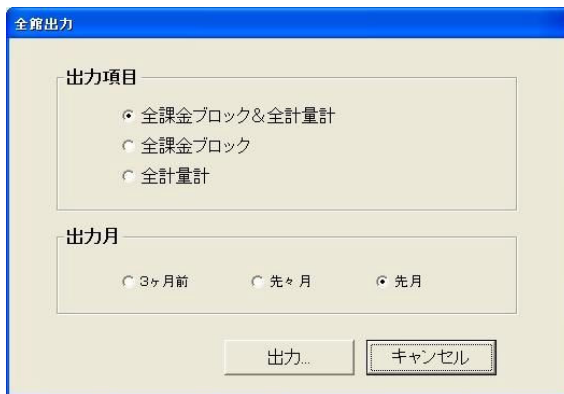 全館出力
出力項目
全課金ブロック&全計量計
全課金ブロック
全計量計
出力月
3ヶ月前 先々月 先月
出力... キャンセル